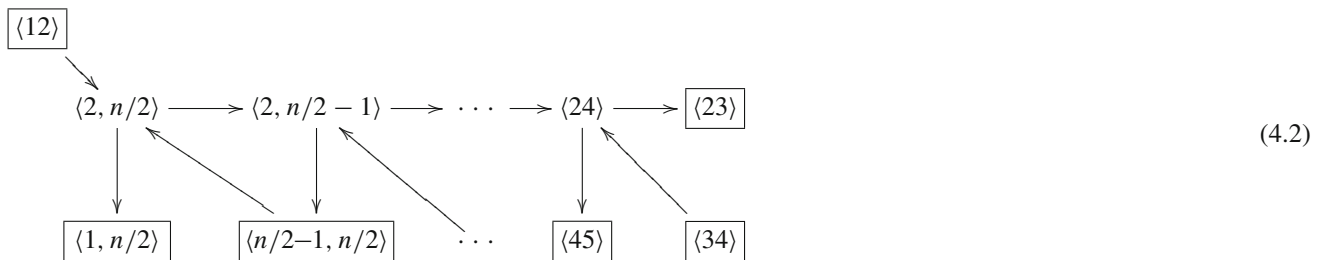 ⟨12⟩
⟨2, n/2⟩ ⟨2, n/2 − 1⟩ · · · ⟨24⟩ ⟨23⟩
(4.2)
⟨1, n/2⟩ ⟨n/2−1, n/2⟩ · · · ⟨45⟩ ⟨34⟩